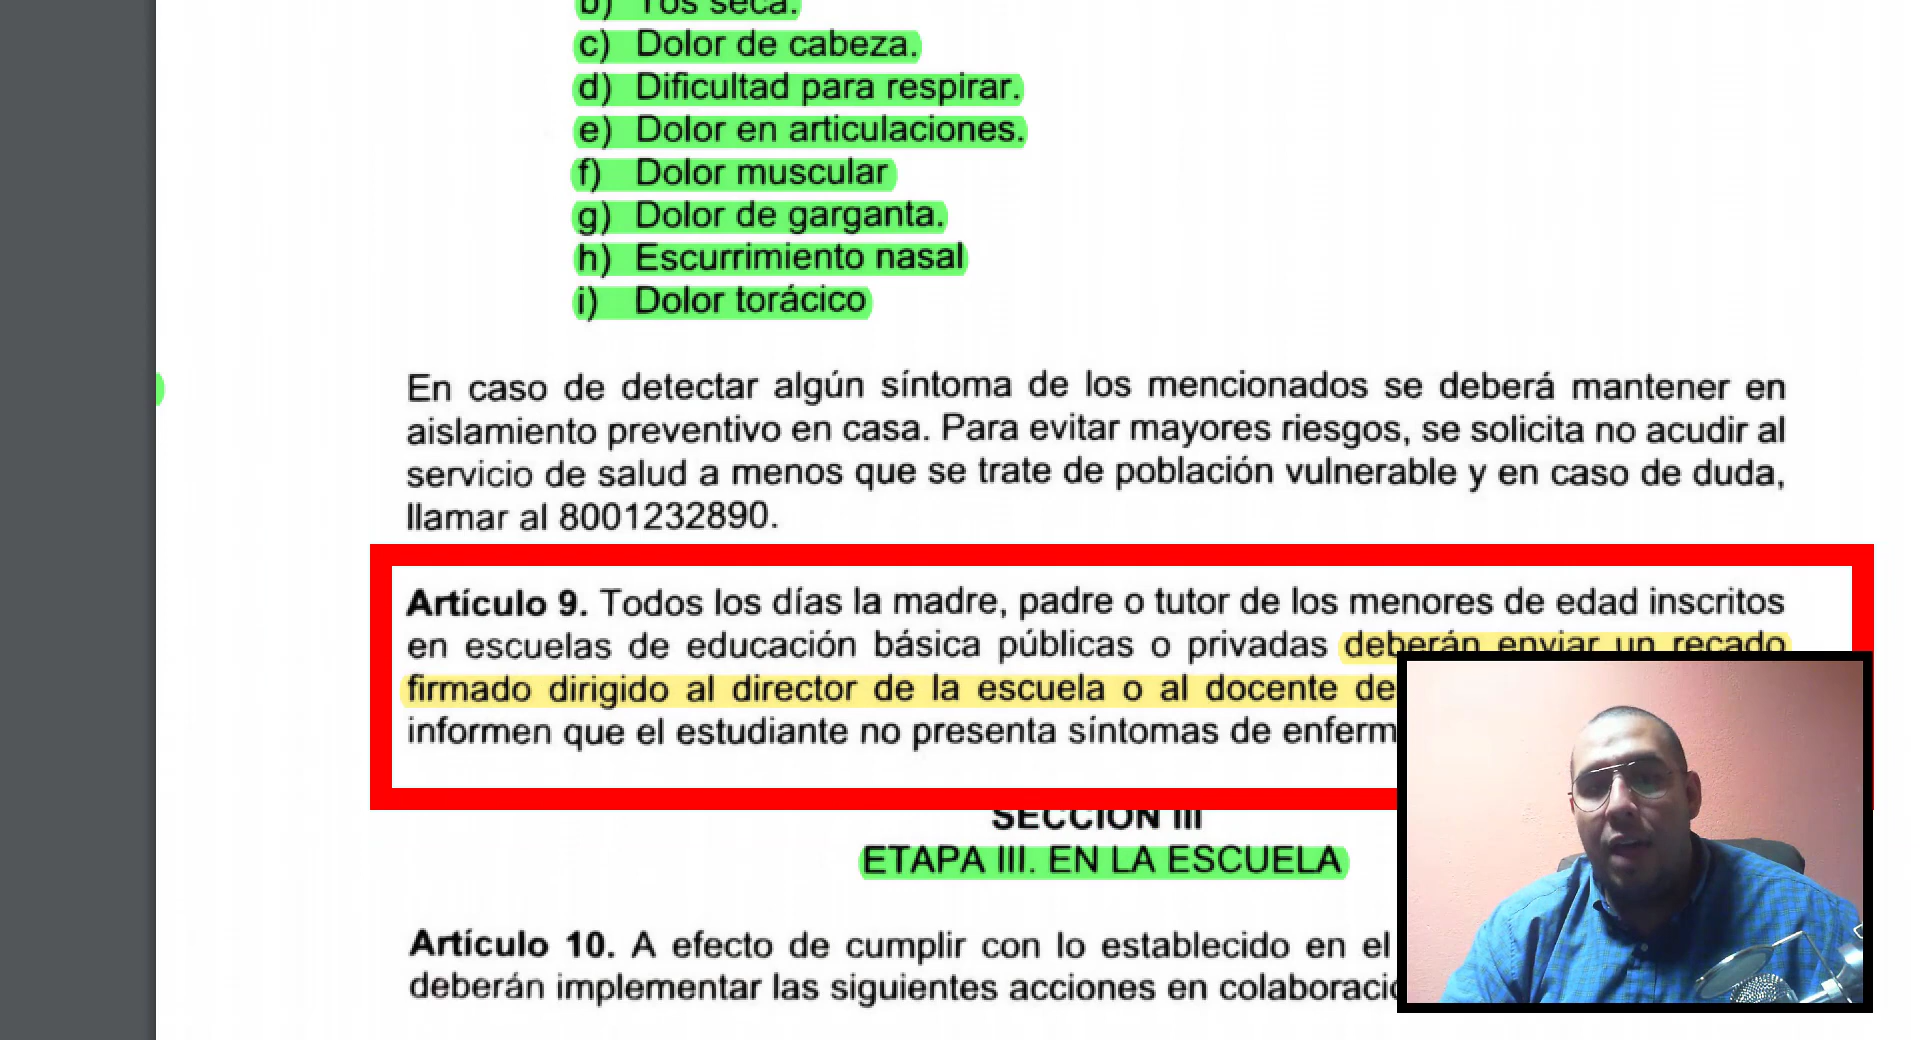 b) Tos seca.
c) Dolor de cabeza.
d) Dificultad para respirar.
e) Dolor en articulaciones.
f) Dolor muscular
g) Dolor de garganta.
h) Escurrimiento nasal
i) Dolor torácico
En caso de detectar algún síntoma de los mencionados se deberá mantener en
aislamiento preventivo en casa. Para evitar mayores riesgos, se solicita no acudir al
servicio de salud a menos que se trate de población vulnerable y en caso de duda,
llamar al 8001232890.
Artículo 9. Todos los días la madre, padre o tutor de los menores de edad inscritos
en escuelas de educación básica públicas o privadas deberán enviar un recado
firmado dirigido al director de la escuela o al docente de
informen que el estudiante no presenta síntomas de enferm
SECCIÓN III
ETAPA III. EN LA ESCUELA
Artículo 10. A efecto de cumplir con lo establecido en el
deberán implementar las siguientes acciones en colaboració